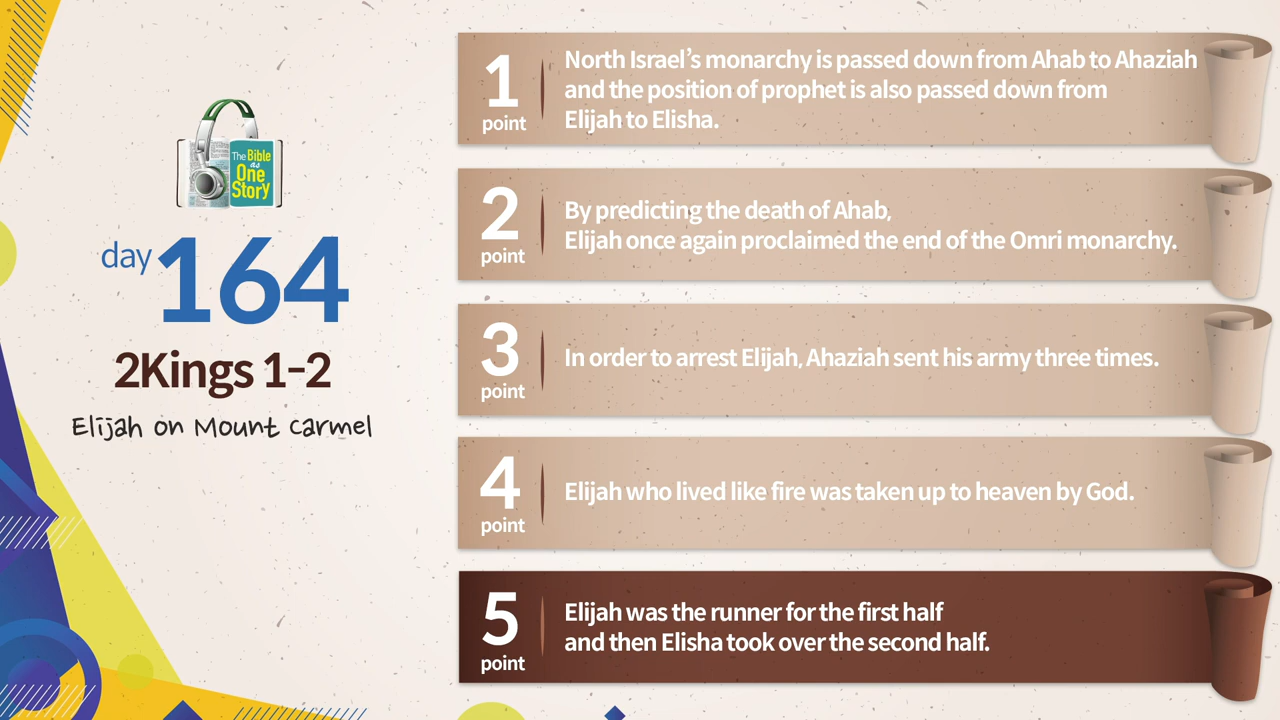 The Bible
as
One
Story
day 164
2Kings 1-2
Elijah on Mount Carmel
1
point
North Israel's monarchy is passed down from Ahab to Ahaziah
and the position of prophet is also passed down from
Elijah to Elisha.
2
point
By predicting the death of Ahab,
Elijah once again proclaimed the end of the Omri monarchy.
3
point
In order to arrest Elijah, Ahaziah sent his army three times.
4
point
Elijah who lived like fire was taken up to heaven by God.
5
point
Elijah was the runner for the first half
and then Elisha took over the second half.